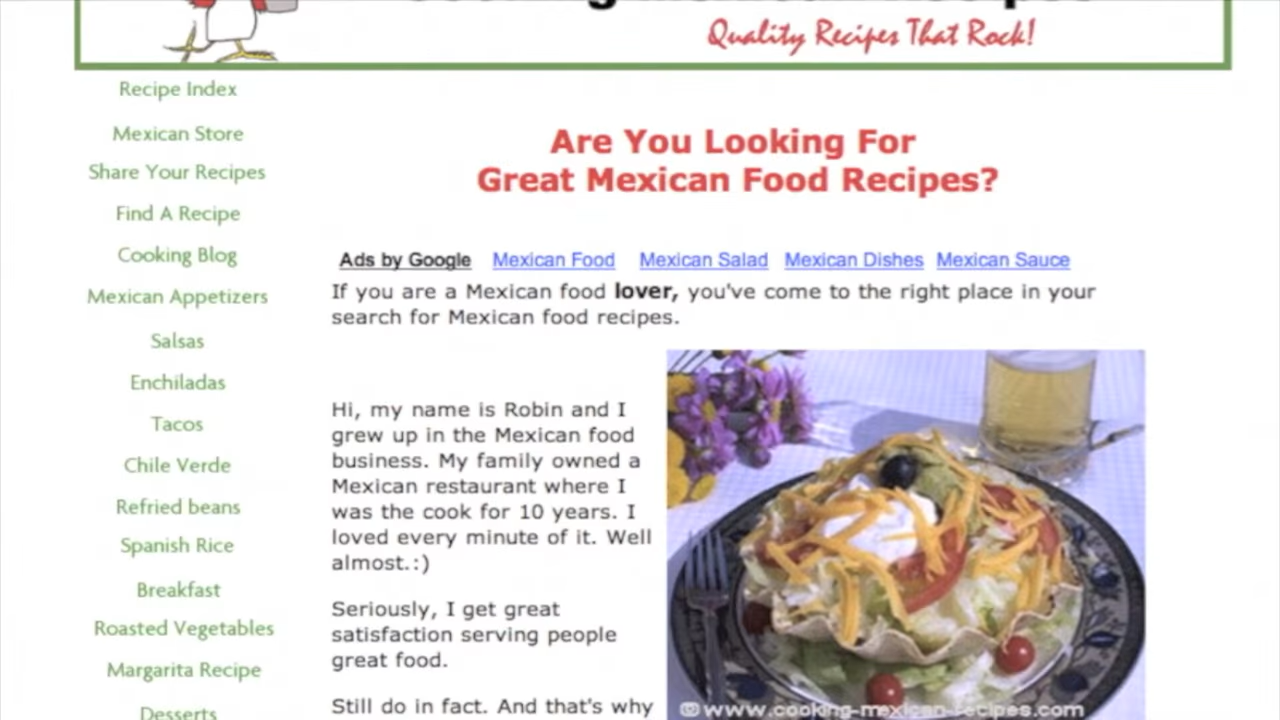 Quality Recipes That Rock!
Recipe Index
Mexican Store
Share Your Recipes
Find A Recipe
Cooking Blog
Mexican Appetizers
Salsas
Enchiladas
Tacos
Chile Verde
Refried beans
Spanish Rice
Breakfast
Roasted Vegetables
Margarita Recipe
Desserts
Are You Looking For
Great Mexican Food Recipes?
Ads by Google Mexican Food Mexican Salad Mexican Dishes Mexican Sauce
If you are a Mexican food lover, you've come to the right place in your
search for Mexican food recipes.
Hi, my name is Robin and I
grew up in the Mexican food
business. My family owned a
Mexican restaurant where I
was the cook for 10 years. I
loved every minute of it. Well
almost.:)
Seriously, I get great
satisfaction serving people
great food.
Still do in fact. And that's why
© www.cooking-mexican-recipes.com